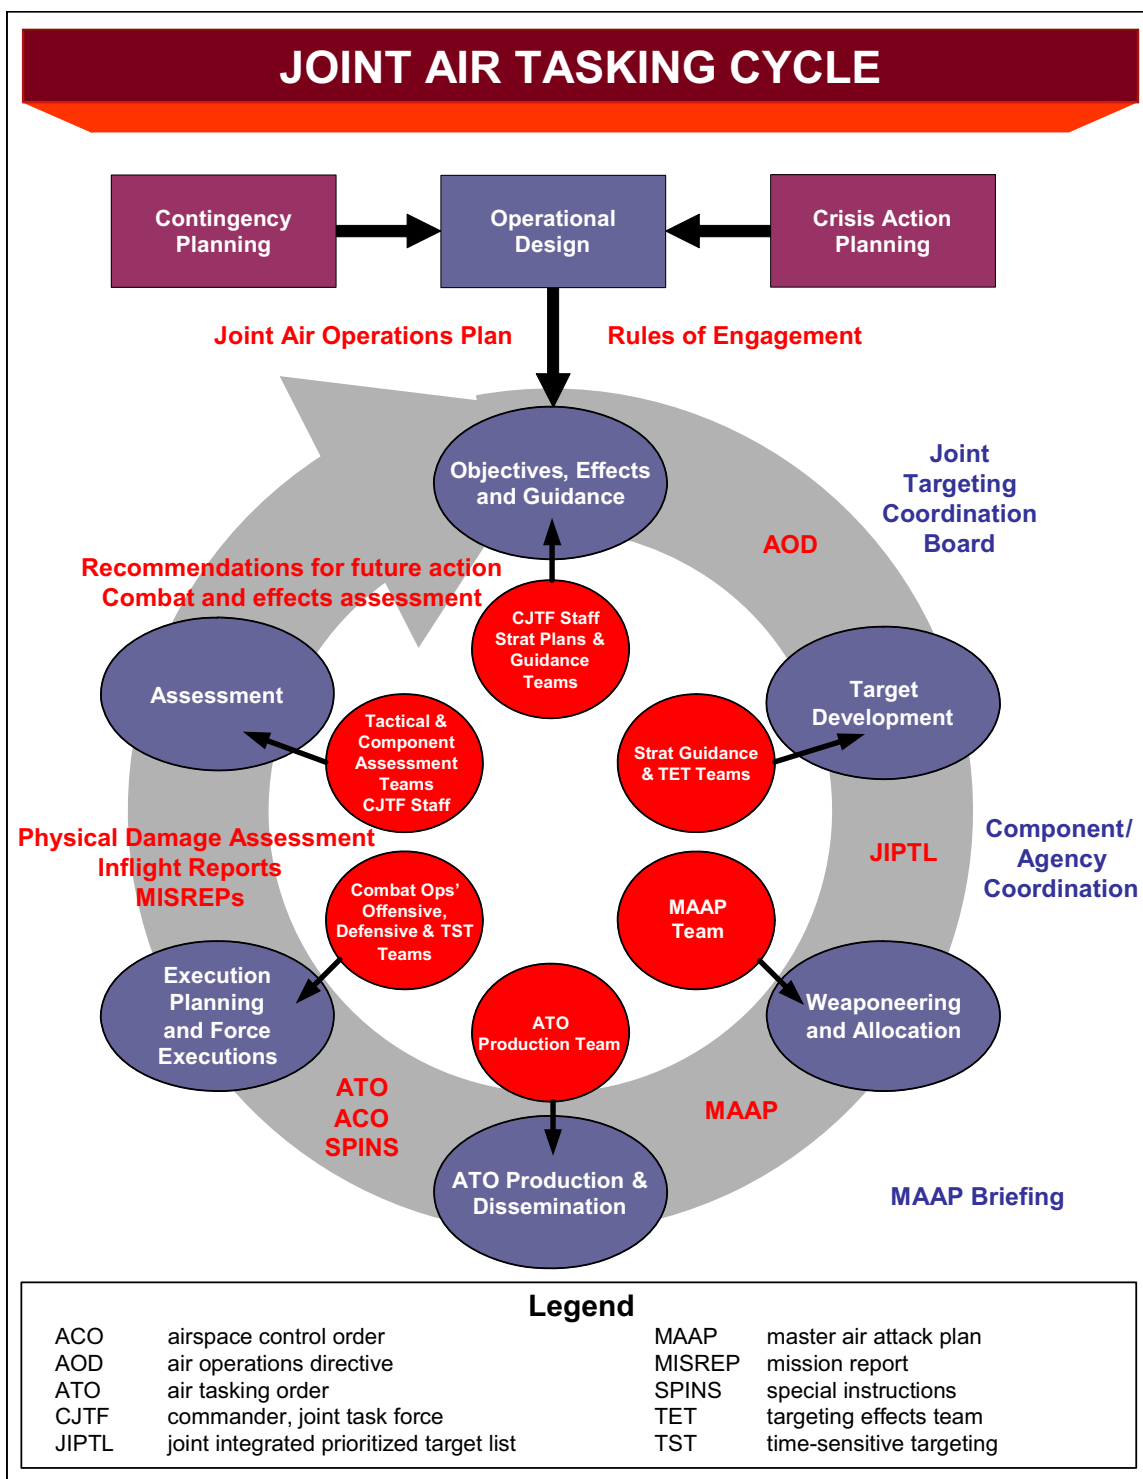 JOINT AIR TASKING CYCLE
Contingency
Planning
Operational
Design
Crisis Action
Planning
Joint Air Operations Plan
Rules of Engagement
Objectives, Effects
and Guidance
Joint
Targeting
Coordination
Board
AOD
Recommendations for future action
Combat and effects assessment
CJTF Staff
Strat Plans &
Guidance
Teams
Assessment
Target
Development
Tactical &
Component
Assessment
Teams
CJTF Staff
Strat Guidance
& TET Teams
Physical Damage Assessment
Inflight Reports
MISREPs
JIPTL
Component/
Agency
Coordination
Combat Ops’
Offensive,
Defensive & TST
Teams
MAAP
Team
Execution
Planning
and Force
Executions
Weaponeering
and Allocation
ATO
Production Team
ATO
ACO
SPINS
MAAP
ATO Production &
Dissemination
MAAP Briefing
Legend
ACO airspace control order
AOD air operations directive
ATO air tasking order
CJTF commander, joint task force
JIPTL joint integrated prioritized target list
MAAP master air attack plan
MISREP mission report
SPINS special instructions
TET targeting effects team
TST time-sensitive targeting